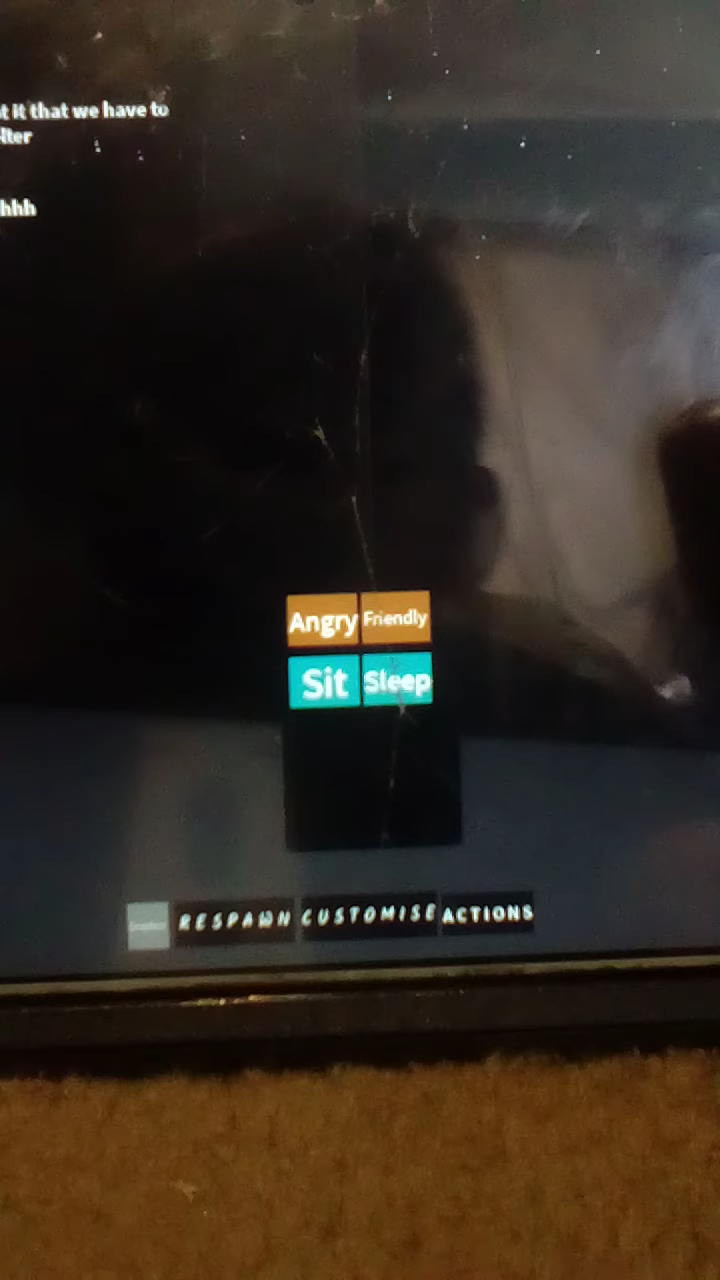 t it that we have to
lter
hhh
Angry Friendly
Sit Sleep
RESPAWN CUSTOMISE ACTIONS